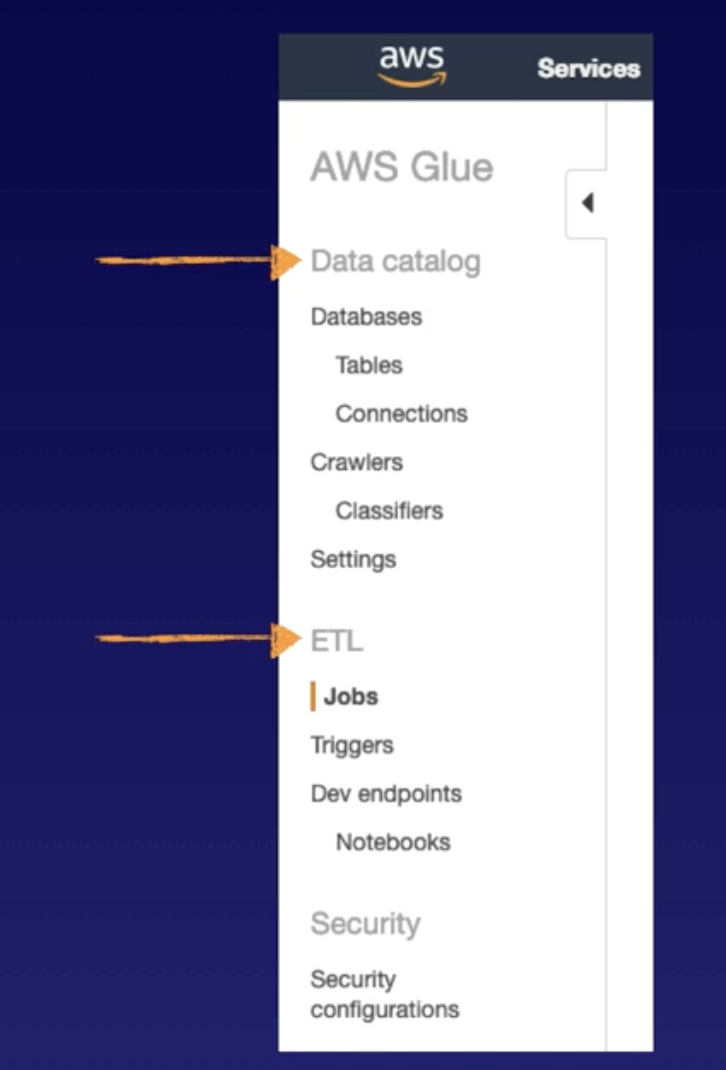 aws
Services
AWS Glue
Data catalog
Databases
Tables
Connections
Crawlers
Classifiers
Settings
ETL
Jobs
Triggers
Dev endpoints
Notebooks
Security
Security
configurations